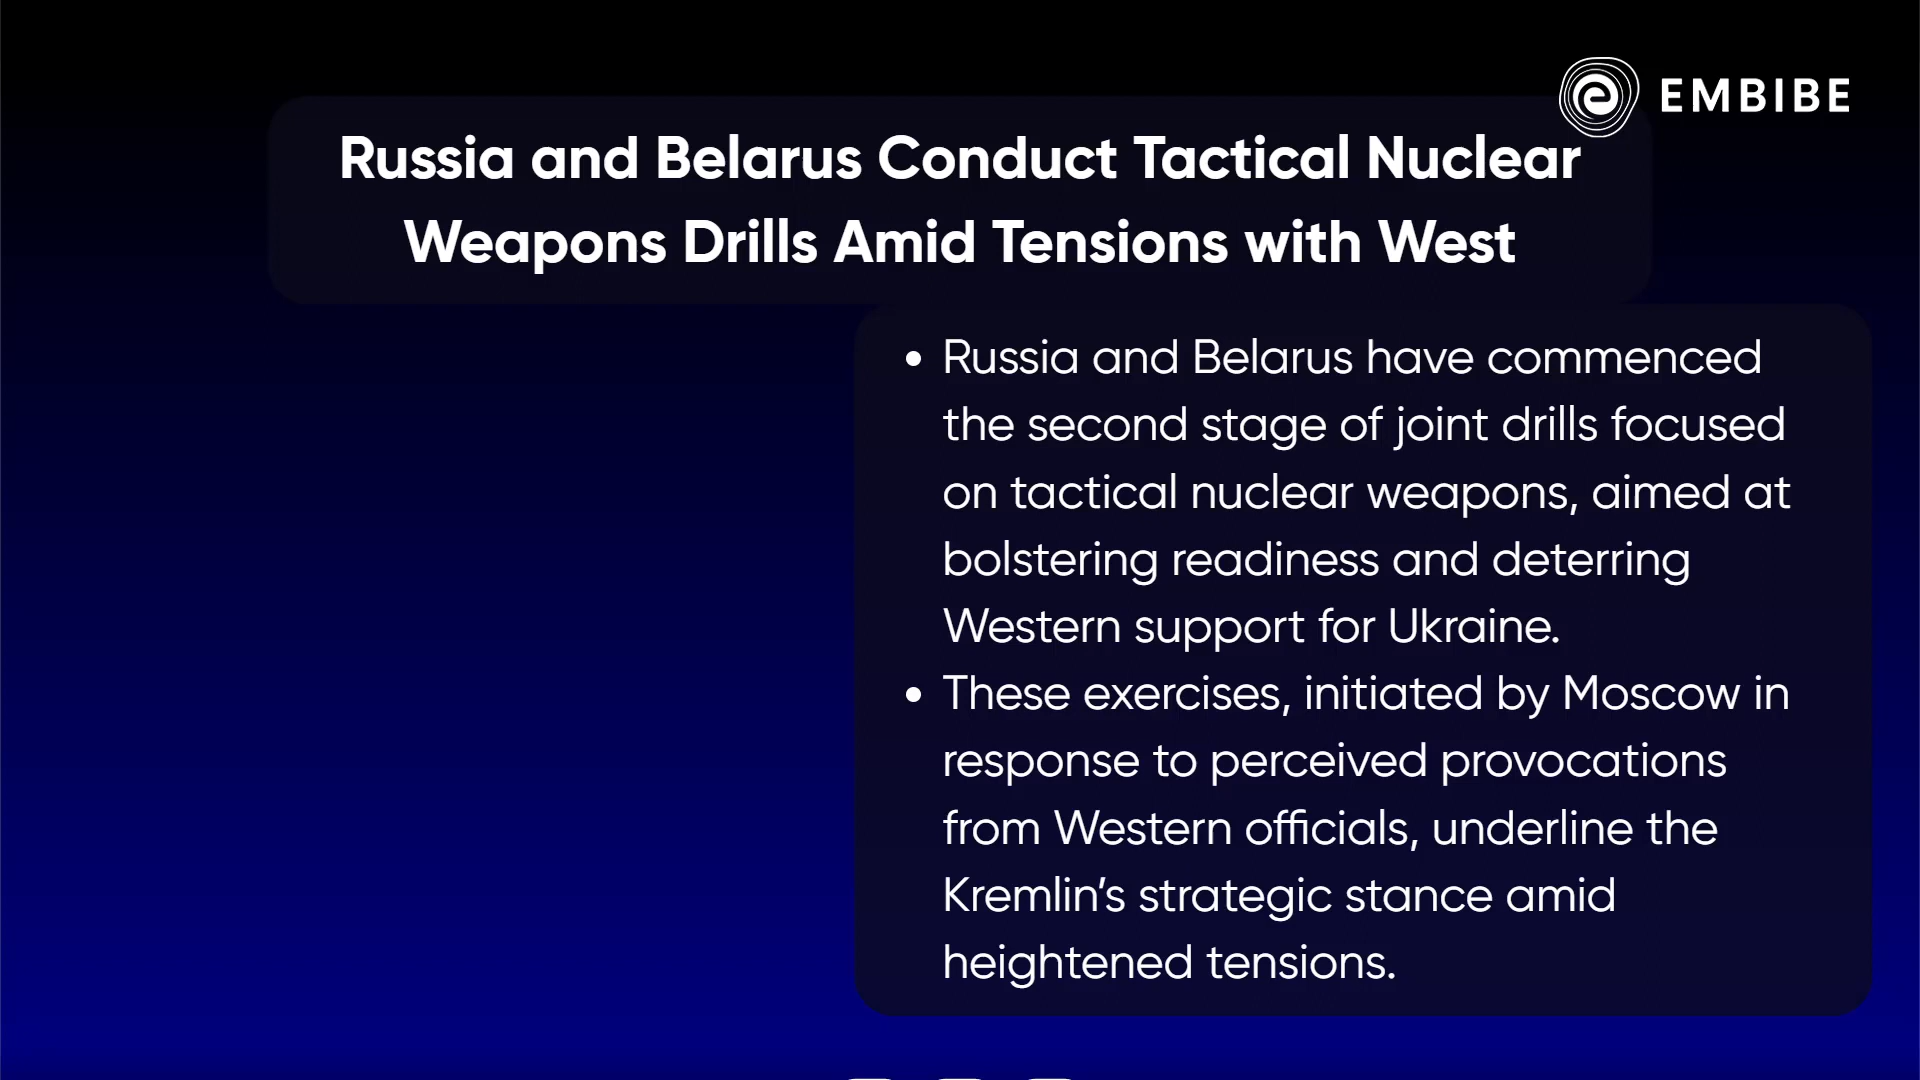 EMBIBE
Russia and Belarus Conduct Tactical Nuclear
Weapons Drills Amid Tensions with West
• Russia and Belarus have commenced
the second stage of joint drills focused
on tactical nuclear weapons, aimed at
bolstering readiness and deterring
Western support for Ukraine.
• These exercises, initiated by Moscow in
response to perceived provocations
from Western officials, underline the
Kremlin’s strategic stance amid
heightened tensions.